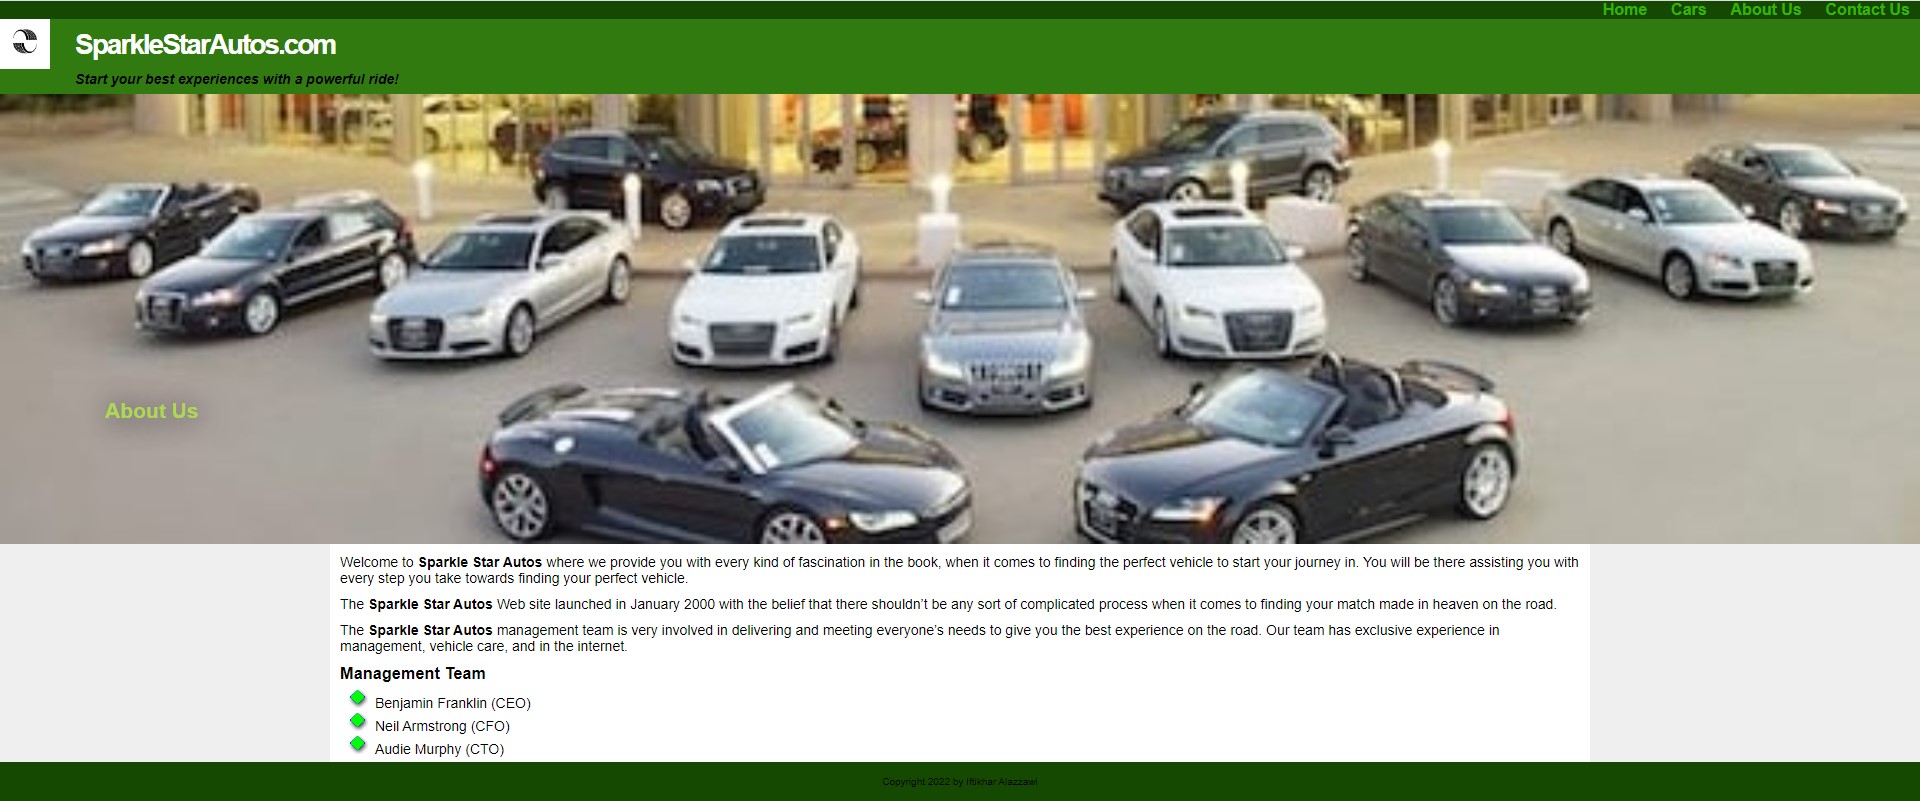 Home Cars About Us Contact Us
SparkleStarAutos.com
Start your best experiences with a powerful ride!
About Us
Welcome to Sparkle Star Autos where we provide you with every kind of fascination in the book, when it comes to finding the perfect vehicle to start your journey in. You will be there assisting you with
every step you take towards finding your perfect vehicle.
The Sparkle Star Autos Web site launched in January 2000 with the belief that there shouldn’t be any sort of complicated process when it comes to finding your match made in heaven on the road.
The Sparkle Star Autos management team is very involved in delivering and meeting everyone’s needs to give you the best experience on the road. Our team has exclusive experience in
management, vehicle care, and in the internet.
Management Team
Benjamin Franklin (CEO)
Neil Armstrong (CFO)
Audie Murphy (CTO)
Copyright 2022 by Iftikhar Alazzawi